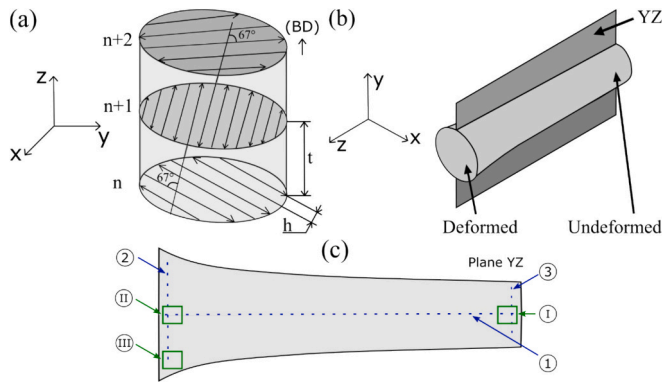 (a)
n+2
67°
(BD)
z
n+1
y
x
t
n
67°
h
(b)
YZ
y
z
x
Deformed
Undeformed
(c)
Plane YZ
2
3
II
I
III
1